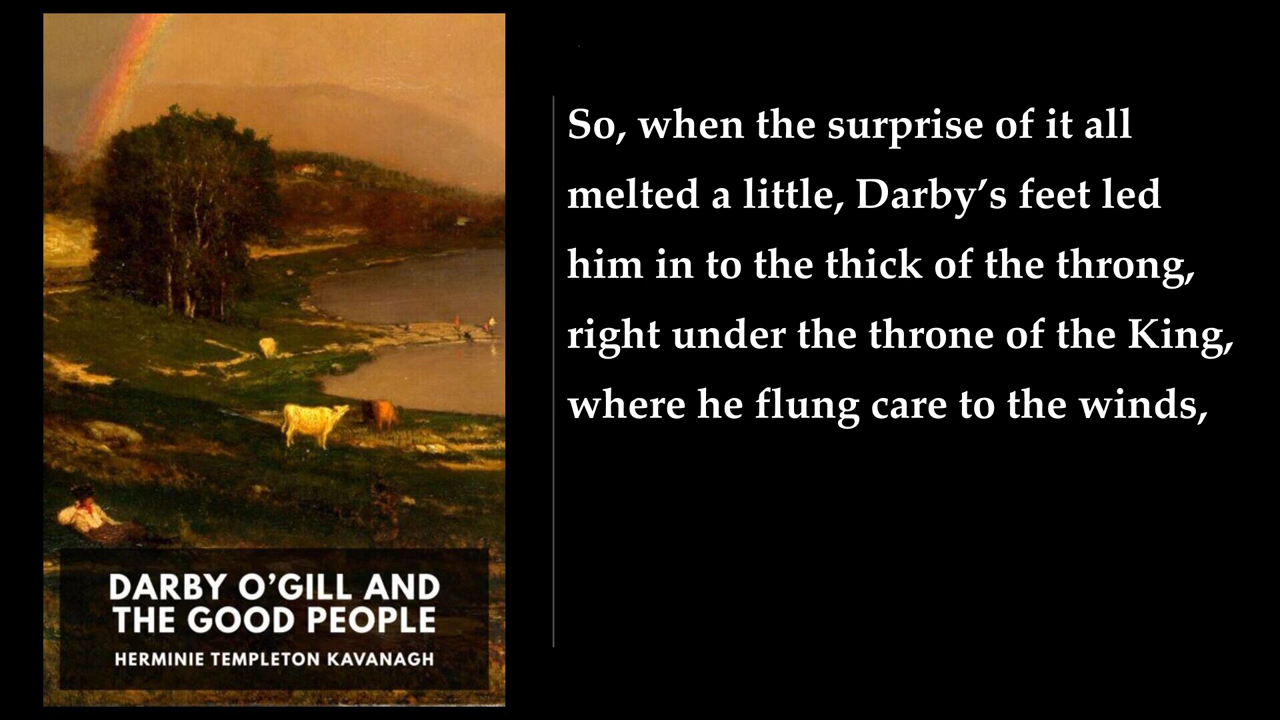 So, when the surprise of it all
melted a little, Darby’s feet led
him in to the thick of the throng,
right under the throne of the King,
where he flung care to the winds,
DARBY O’GILL AND
THE GOOD PEOPLE
HERMINIE TEMPLETON KAVANAGH